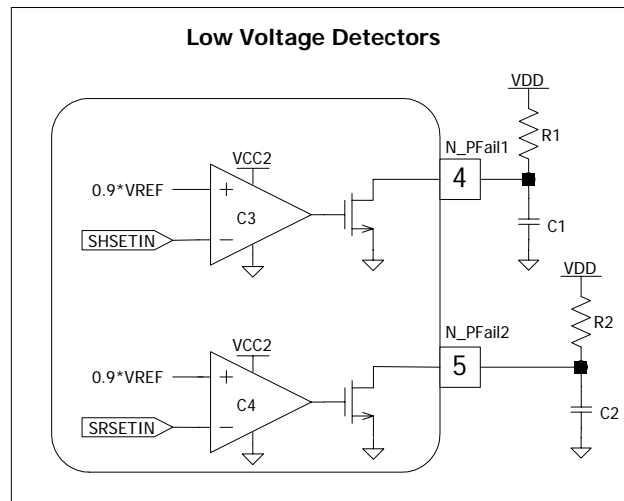 Low Voltage Detectors
VDD
R1
N_PFail1
4
C1
VCC2
0.9*VREF
+
C3
SHSETIN
−
VDD
R2
N_PFail2
5
C2
VCC2
0.9*VREF
+
C4
SRSETIN
−